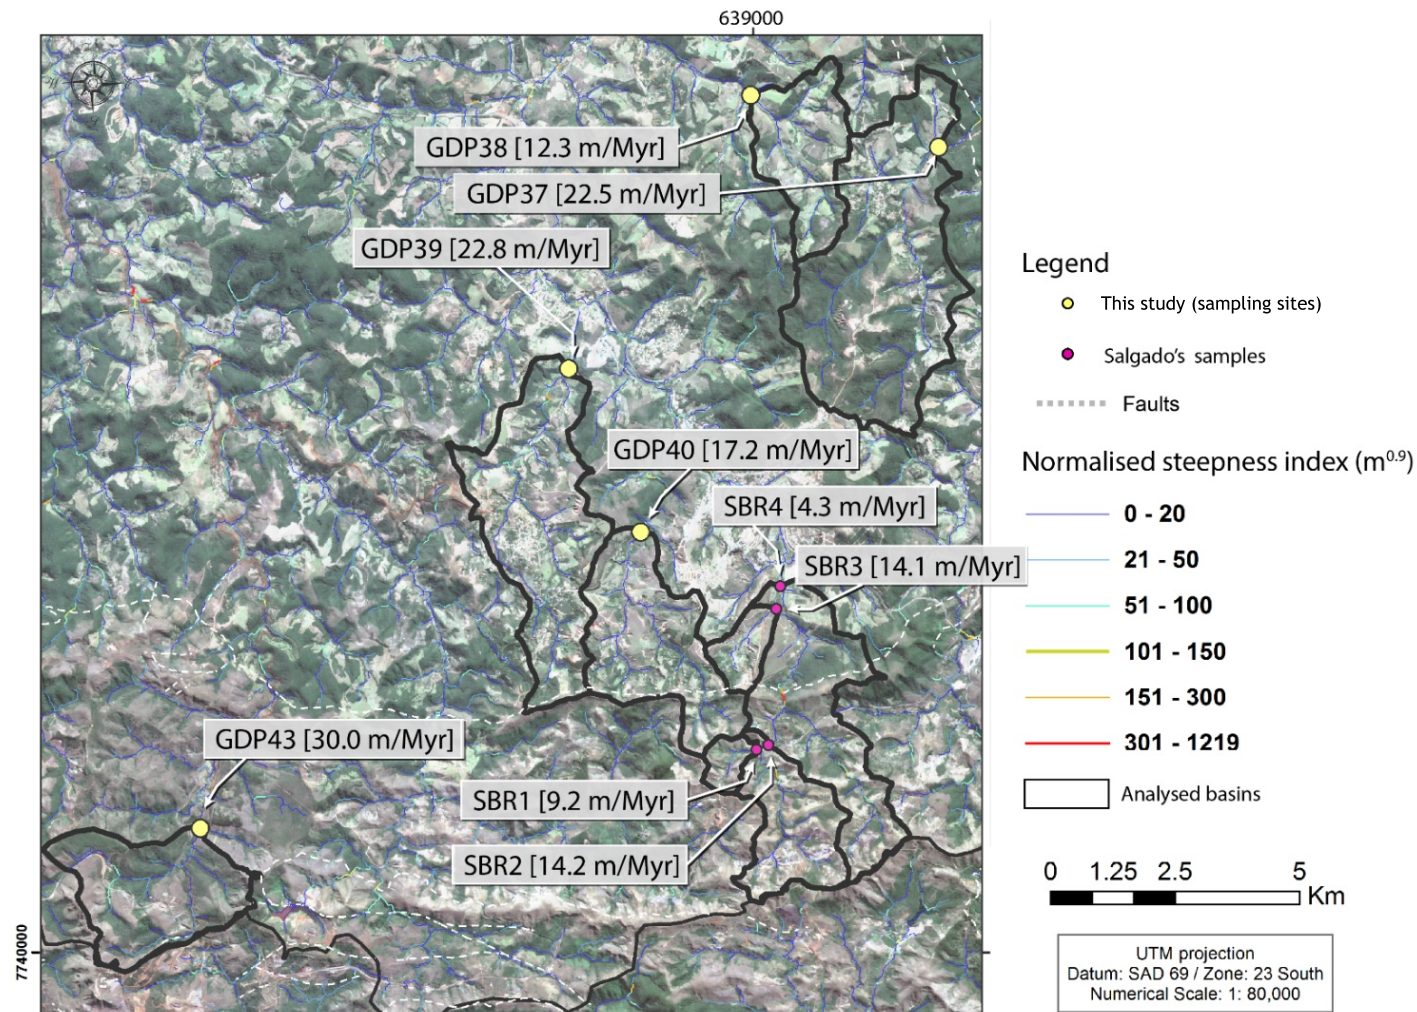 639000
GDP38 [12.3 m/Myr]
GDP37 [22.5 m/Myr]
GDP39 [22.8 m/Myr]
GDP40 [17.2 m/Myr]
SBR4 [4.3 m/Myr]
SBR3 [14.1 m/Myr]
GDP43 [30.0 m/Myr]
SBR1 [9.2 m/Myr]
SBR2 [14.2 m/Myr]
7740000
Legend
This study (sampling sites)
Salgado's samples
Faults
Normalised steepness index (m0.9)
0 - 20
21 - 50
51 - 100
101 - 150
151 - 300
301 - 1219
Analysed basins
0 1.25 2.5 5 Km
UTM projection
Datum: SAD 69 / Zone: 23 South
Numerical Scale: 1: 80,000